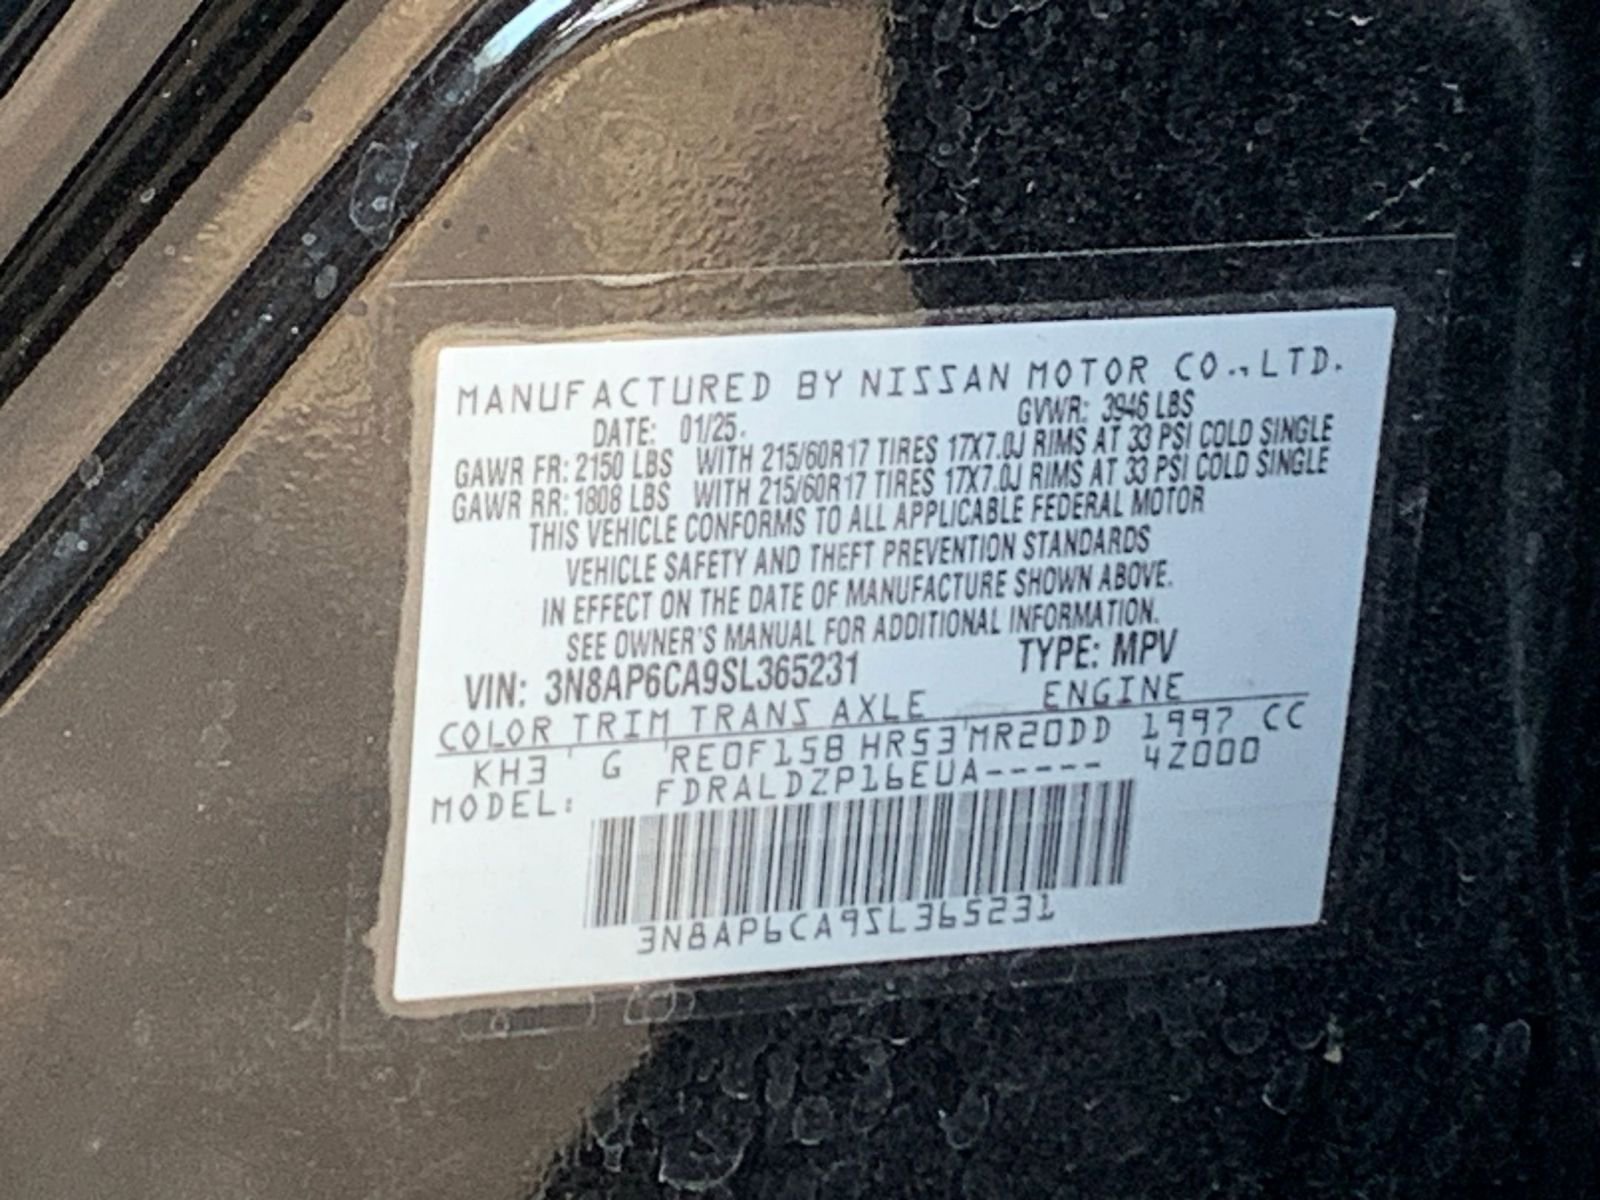 MANUFACTURED BY NISSAN MOTOR CO., LTD.
DATE: 01/25. GVWR: 3946 LBS
GAWR FR: 2150 LBS WITH 215/60R17 TIRES 17X7.0J RIMS AT 33 PSI COLD SINGLE
GAWR RR: 1808 LBS WITH 215/60R17 TIRES 17X7.0J RIMS AT 33 PSI COLD SINGLE
THIS VEHICLE CONFORMS TO ALL APPLICABLE FEDERAL MOTOR
VEHICLE SAFETY AND THEFT PREVENTION STANDARDS
IN EFFECT ON THE DATE OF MANUFACTURE SHOWN ABOVE.
SEE OWNER'S MANUAL FOR ADDITIONAL INFORMATION.
VIN: 3N8AP6CA9SL365231 TYPE: MPV
COLOR TRIM TRANS AXLE ENGINE
KH3 G RE0F15B HR53 MR20DD 1997 CC
MODEL: FDRALDZP16EUA----- 4Z000
3N8AP6CA9SL365231